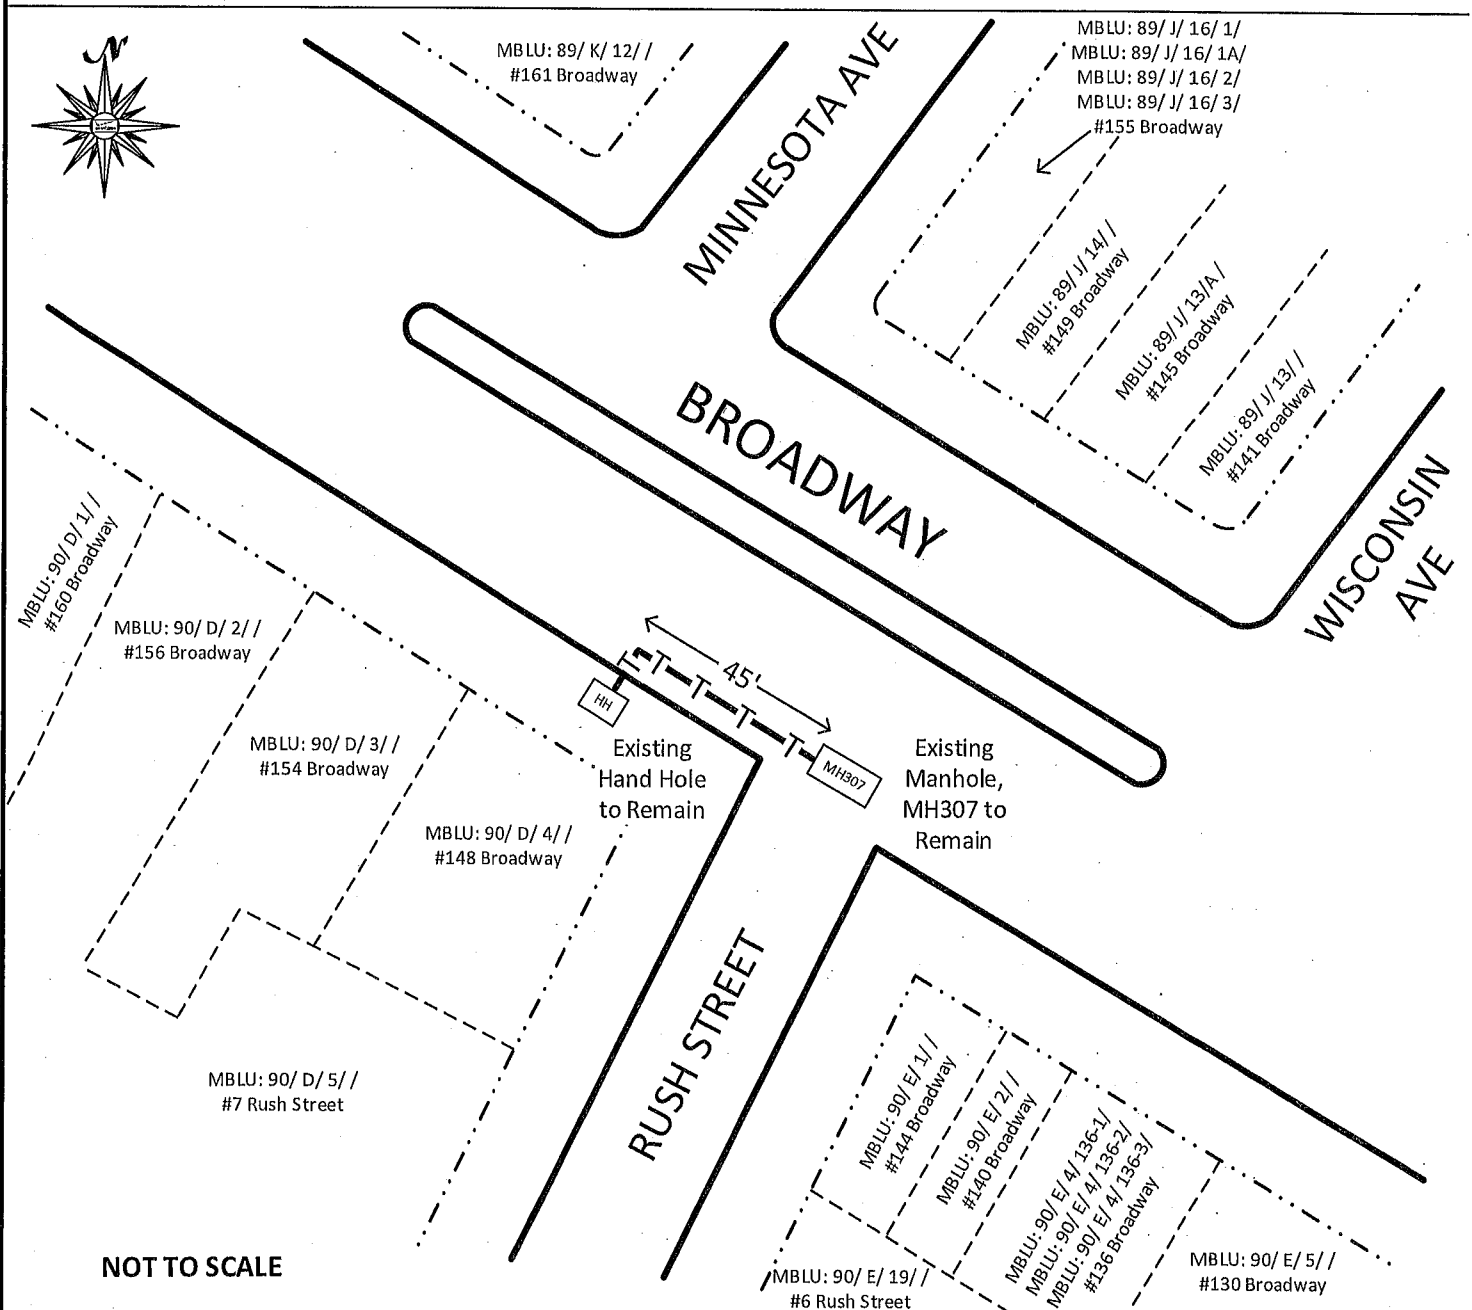 N
MBLU: 89/ K/ 12/ /
#161 Broadway
MINNESOTA AVE
MBLU: 89/ J/ 16/ 1/
MBLU: 89/ J/ 16/ 1A/
MBLU: 89/ J/ 16/ 2/
MBLU: 89/ J/ 16/ 3/
#155 Broadway
MBLU: 89/ J/ 14/ /
#149 Broadway
MBLU: 89/ J/ 13/A /
#145 Broadway
MBLU: 89/ J/ 13/ /
#141 Broadway
BROADWAY
WISCONSIN
AVE
MBLU: 90/ D/ 1/ /
#160 Broadway
MBLU: 90/ D/ 2/ /
#156 Broadway
MBLU: 90/ D/ 3/ /
#154 Broadway
MBLU: 90/ D/ 4/ /
#148 Broadway
45'
T
T
T
T
T
HH
MH307
Existing
Hand Hole
to Remain
Existing
Manhole,
MH307 to
Remain
RUSH STREET
MBLU: 90/ D/ 5/ /
#7 Rush Street
MBLU: 90/ E/ 1/ /
#144 Broadway
MBLU: 90/ E/ 2/ /
#140 Broadway
MBLU: 90/ E/ 4/ 136-1/
MBLU: 90/ E/ 4/ 136-2/
MBLU: 90/ E/ 4/ 136-3/
#136 Broadway
MBLU: 90/ E/ 5/ /
#130 Broadway
MBLU: 90/ E/ 19/ /
#6 Rush Street
NOT TO SCALE